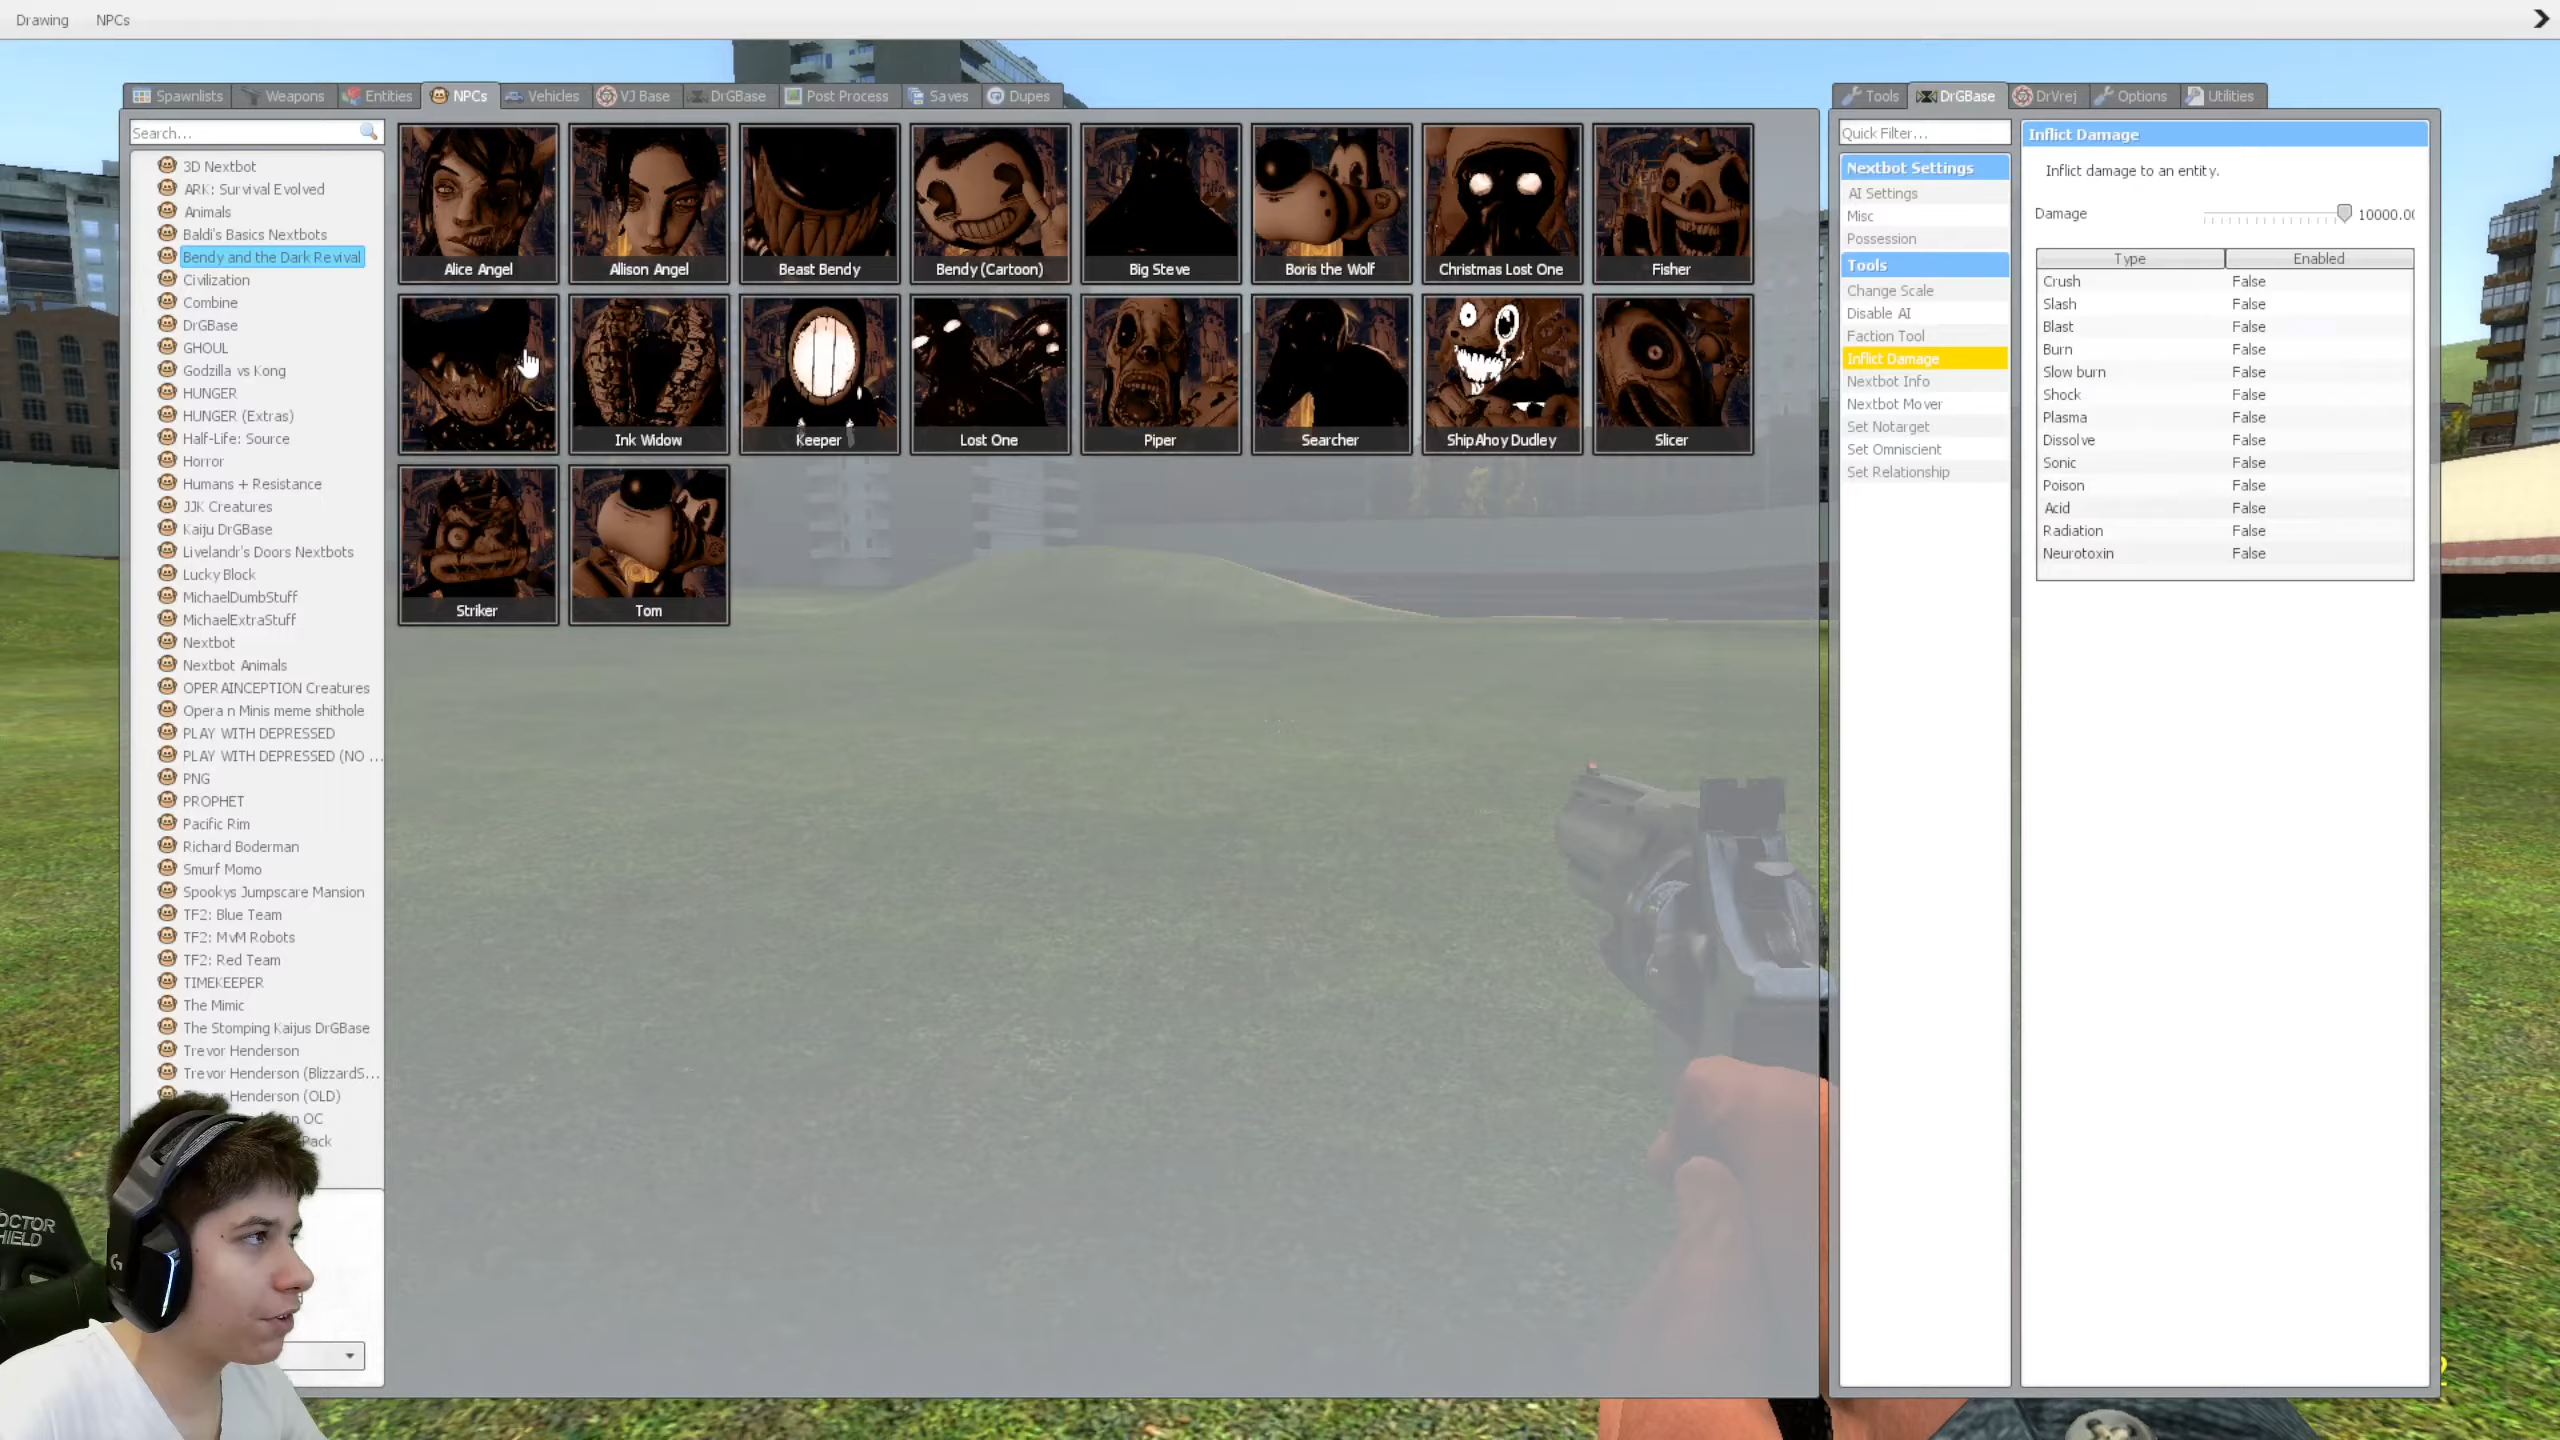 Drawing NPCs
Spawnlists Weapons Entities NPCs Vehicles VJ Base DrGBase Post Process Saves Dupes
Search...
3D Nextbot
ARK: Survival Evolved
Animals
Baldi's Basics Nextbots
Bendy and the Dark Revival
Civilization
Combine
DrGBase
GHOUL
Godzilla vs Kong
HUNGER
HUNGER (Extras)
Half-Life: Source
Horror
Humans + Resistance
JJK Creatures
Kaiju DrGBase
Livelandr's Doors Nextbots
Lucky Block
MichaelDumbStuff
MichaelExtraStuff
Nextbot
Nextbot Animals
OPERAINCEPTION Creatures
Opera n Minis meme shithole
PLAY WITH DEPRESSED
PLAY WITH DEPRESSED (NO ...
PNG
PROPHET
Pacific Rim
Richard Boderman
Smurf Momo
Spookys Jumpscare Mansion
TF2: Blue Team
TF2: MvM Robots
TF2: Red Team
TIMEKEEPER
The Mimic
The Stomping Kaijus DrGBase
Trevor Henderson
Trevor Henderson (BlizzardS...
Henderson (OLD)
OC
Pack
Alice Angel Allison Angel Beast Bendy Bendy (Cartoon) Big Steve Boris the Wolf Christmas Lost One Fisher
Ink Widow Keeper Lost One Piper Searcher ShipAhoy Dudley Slicer
Striker Tom
Tools DrGBase DrVrej Options Utilities
Quick Filter...
Nextbot Settings
AI Settings
Misc
Possession
Tools
Change Scale
Disable AI
Faction Tool
Inflict Damage
Nextbot Info
Nextbot Mover
Set Notarget
Set Omniscient
Set Relationship
Inflict Damage
Inflict damage to an entity.
Damage 10000.00
Type Enabled
Crush False
Slash False
Blast False
Burn False
Slow burn False
Shock False
Plasma False
Dissolve False
Sonic False
Poison False
Acid False
Radiation False
Neurotoxin False
OCTOR
HIELD